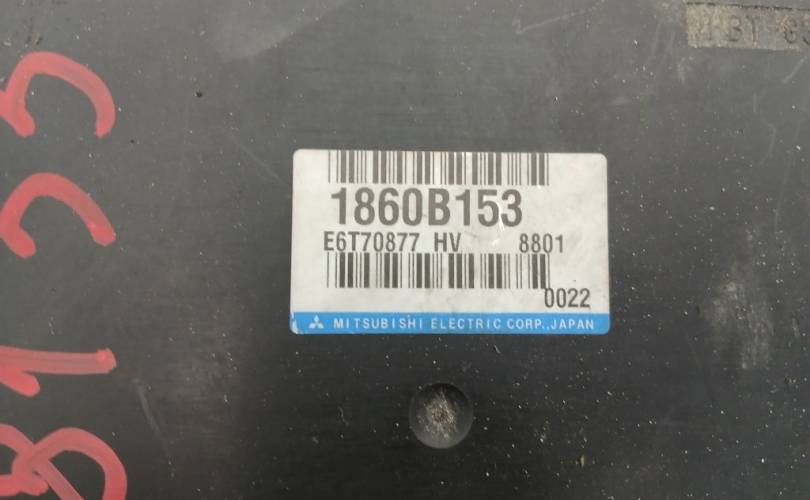 1860B153
E6T70877 HV 8801
0022
MITSUBISHI ELECTRIC CORP., JAPAN